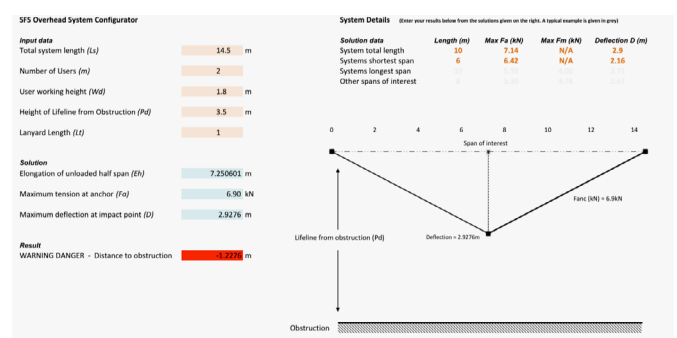 SFS Overhead System Configurator
System Details (Enter your results below from the solutions given on the right. A typical example is given in grey)
Input data
Solution data Length (m) Max Fa (kN) Max Fm (kN) Deflection D (m)
Total system length (Ls) 14.5 m
System total length 10 7.14 N/A 2.9
Systems shortest span 6 6.42 N/A 2.16
Number of Users (m) 2
Systems longest span
Other spans of interest
User working height (Wd) 1.8 m
Height of Lifeline from Obstruction (Pd) 3.5 m
Lanyard Length (Lt) 1
0 2 4 6 8 10 12 14
Span of interest
Solution
Elongation of unloaded half span (Eh) 7.250601 m
Maximum tension at anchor (Fa) 6.90 kN
Fanc (kN) = 6.9kN
Maximum deflection at impact point (D) 2.9276 m
Lifeline from obstruction (Pd)
Deflection = 2.9276m
Result
WARNING DANGER - Distance to obstruction -1.2276 m
Obstruction